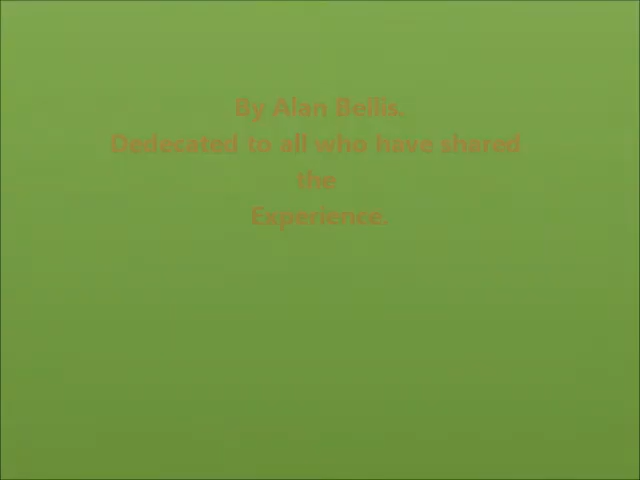 By Alan Bellis.
Dedecated to all who have shared
the
Experience.